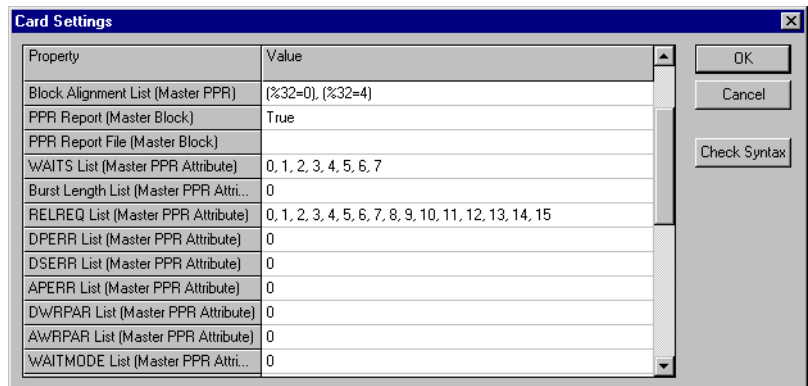 Card Settings
Property Value
OK
Block Alignment List (Master PPR) (%32=0), (%32=4)
Cancel
PPR Report (Master Block) True
PPR Report File (Master Block)
Check Syntax
WAITS List (Master PPR Attribute) 0, 1, 2, 3, 4, 5, 6, 7
Burst Length List (Master PPR Attri... 0
RELREQ List (Master PPR Attribute) 0, 1, 2, 3, 4, 5, 6, 7, 8, 9, 10, 11, 12, 13, 14, 15
DPERR List (Master PPR Attribute) 0
DSERR List (Master PPR Attribute) 0
APERR List (Master PPR Attribute) 0
DWRPAR List (Master PPR Attribute) 0
AWRPAR List (Master PPR Attribute) 0
WAITMODE List (Master PPR Attri... 0